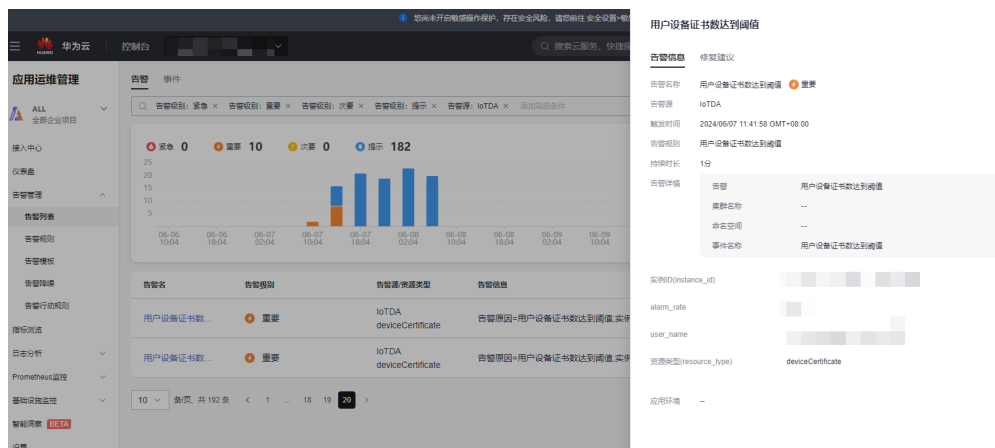 您尚未开启敏感操作保护，存在安全风险，请您前往 安全设置>敏
HUAWEI 华为云 控制台
搜索云服务、快捷操
应用运维管理
ALL
全部企业项目
接入中心
仪表盘
告警管理
告警列表
告警规则
告警模板
告警降噪
告警行动规则
指标浏览
日志分析
Prometheus监控
基础设施监控
智能洞察 BETA
设置
告警 事件
告警级别: 紧急 × 告警级别: 重要 × 告警级别: 次要 × 告警级别: 提示 × 告警源: IoTDA × 添加筛选条件
紧急 0 重要 10 次要 0 提示 182
25
20
15
10
5
06-06 06-06 06-07 06-07 06-07 06-08 06-08 06-08 06-09 06-09
10:04 18:04 02:04 10:04 18:04 02:04 10:04 18:04 02:04 10:04
告警名 告警级别 告警源/资源类型 告警信息
用户设备证书数... 重要 IoTDA 告警原因=用户设备证书数达到阈值;实例
deviceCertificate
用户设备证书数... 重要 IoTDA 告警原因=用户设备证书数达到阈值;实例
deviceCertificate
10 条/页, 共 192 条 < 1 ... 18 19 20 >
用户设备证书数达到阈值
告警信息 修复建议
告警名称 用户设备证书数达到阈值 重要
告警源 IoTDA
触发时间 2024/06/07 11:41:58 GMT+08:00
告警规则 用户设备证书数达到阈值
持续时长 1分
告警详情 告警 用户设备证书数达到阈值
集群名称 --
命名空间 --
事件名称 用户设备证书数达到阈值
实例ID(instance_id)
alarm_rate
user_name
资源类型(resource_type) deviceCertificate
应用环境 --